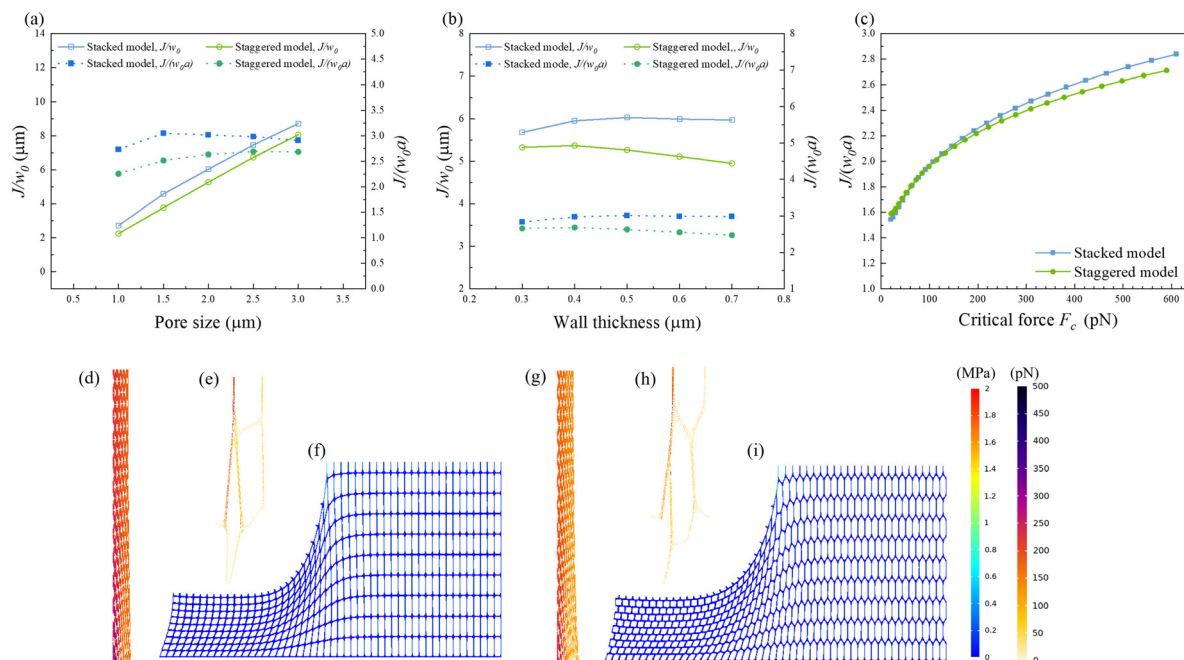 (a)
14
12
10
8
6
4
2
0
J/w₀ (μm)
Stacked model, J/w₀
Staggered model, J/w₀
Stacked model, J/(w₀a)
Staggered model, J/(w₀a)
5.0
4.5
4.0
3.5
3.0
2.5
2.0
1.5
1.0
0.5
0.0
J/(w₀a)
0.5 1.0 1.5 2.0 2.5 3.0 3.5
Pore size (μm)
(b)
8
7
6
5
4
3
2
J/w₀ (μm)
Stacked model, J/w₀
Staggered model,, J/w₀
Stacked mode, J/(w₀a)
Staggered model, J/(w₀a)
8
7
6
5
4
3
2
1
J/(w₀a)
0.2 0.3 0.4 0.5 0.6 0.7 0.8
Wall thickness (μm)
(c)
3.0
2.8
2.6
2.4
2.2
2.0
1.8
1.6
1.4
1.2
1.0
J/(w₀a)
Stacked model
Staggered model
0 100 200 300 400 500 600
Critical force F_c (pN)
(d)
(e)
(f)
(g)
(h)
(i)
(MPa)
2
1.8
1.6
1.4
1.2
1
0.8
0.6
0.4
0.2
0
(pN)
500
450
400
350
300
250
200
150
100
50
0